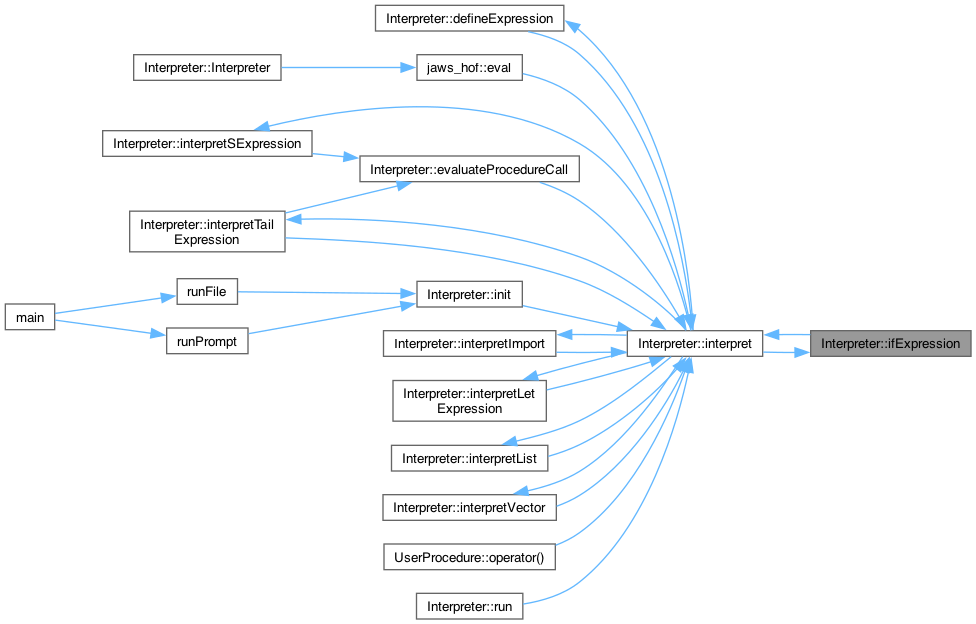 Interpreter::defineExpression
Interpreter::Interpreter
jaws_hof::eval
Interpreter::interpretSExpression
Interpreter::evaluateProcedureCall
Interpreter::interpretTail
Expression
runFile
Interpreter::init
main
runPrompt
Interpreter::interpretImport
Interpreter::interpret
Interpreter::ifExpression
Interpreter::interpretLet
Expression
Interpreter::interpretList
Interpreter::interpretVector
UserProcedure::operator()
Interpreter::run